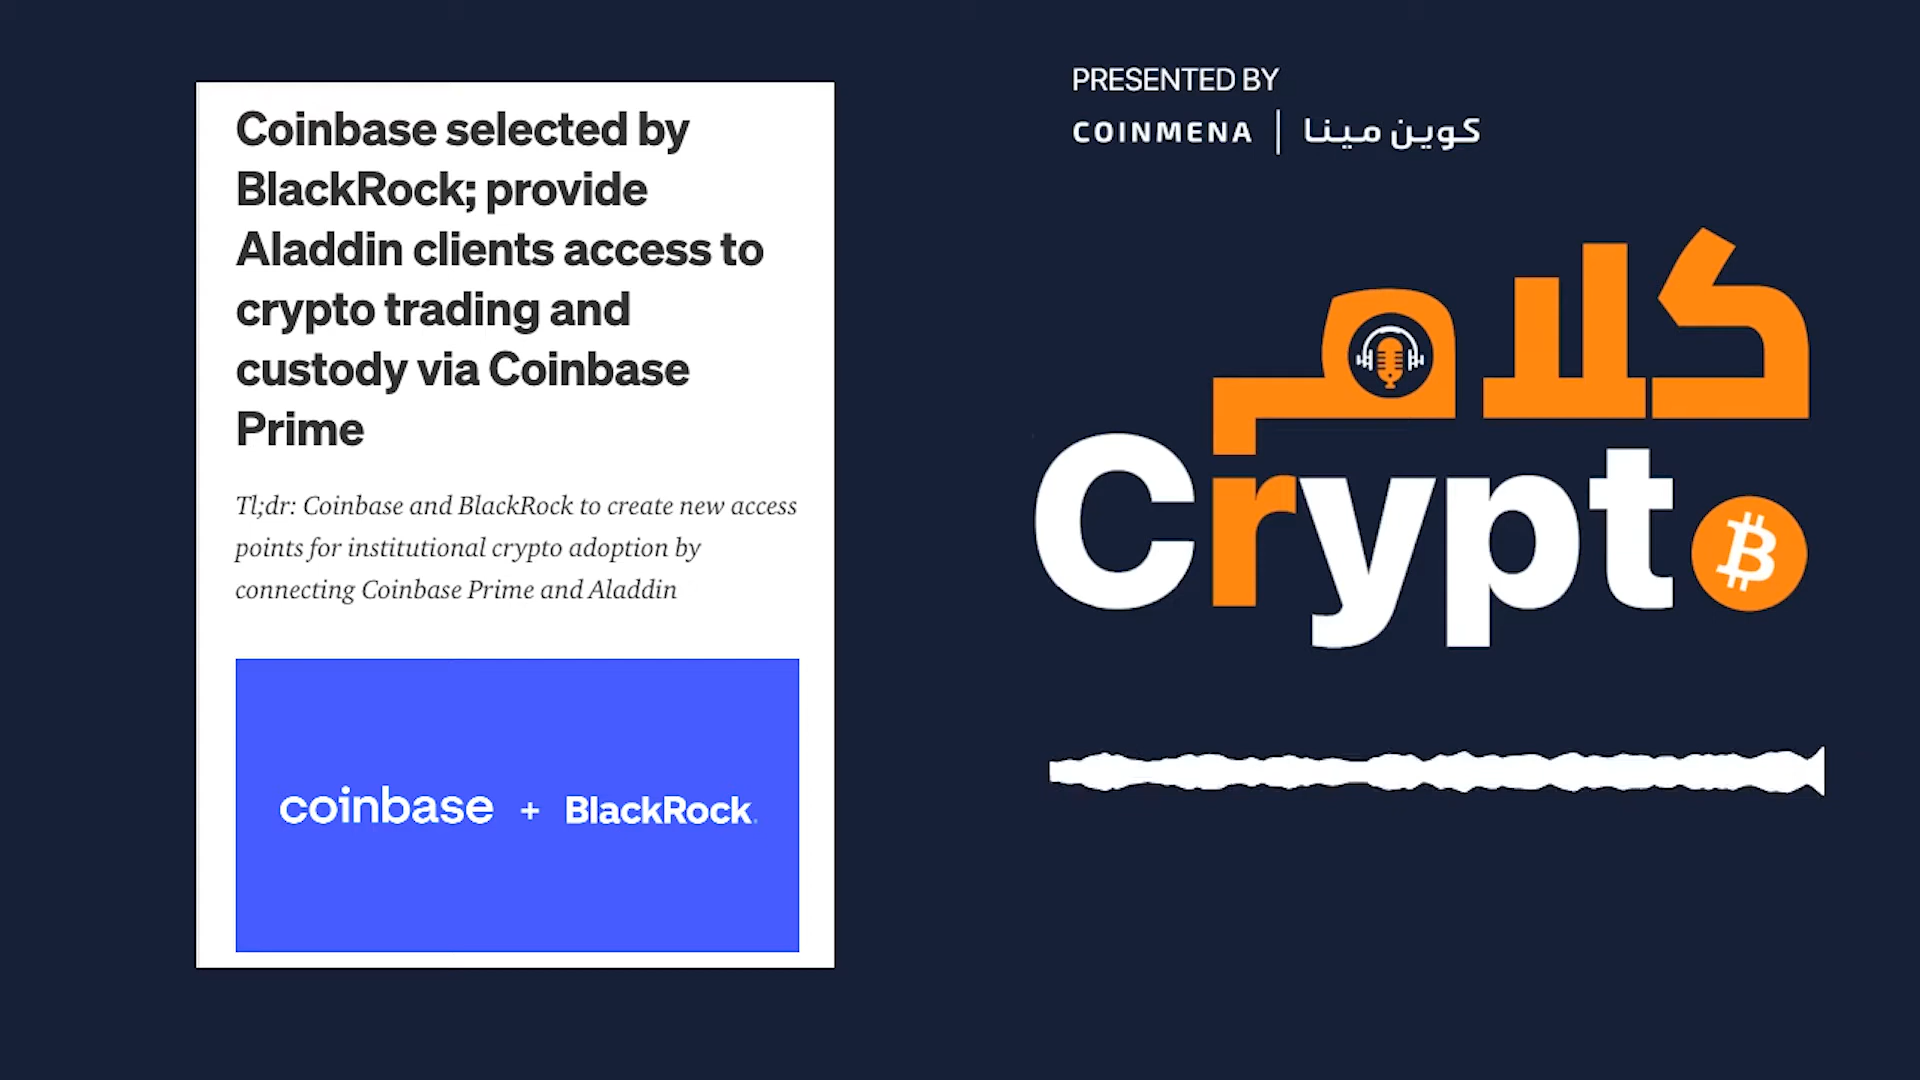 Coinbase selected by
BlackRock; provide
Aladdin clients access to
crypto trading and
custody via Coinbase
Prime
Tl;dr: Coinbase and BlackRock to create new access
points for institutional crypto adoption by
connecting Coinbase Prime and Aladdin
coinbase + BlackRock.
PRESENTED BY
COINMENA | كوين مينا
كلام
Crypto